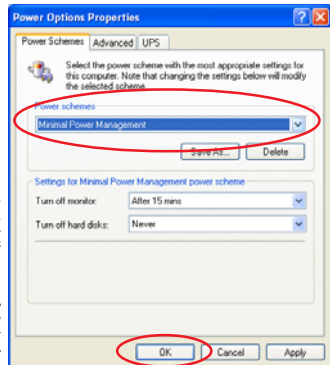 Power Options Properties
Power Schemes Advanced UPS
Select the power scheme with the most appropriate settings for
this computer. Note that changing the settings below will modify
the selected scheme.
Power schemes
Minimal Power Management
Save As... Delete
Settings for Minimal Power Management power scheme
Turn off monitor: After 15 mins
Turn off hard disks: Never
OK Cancel Apply